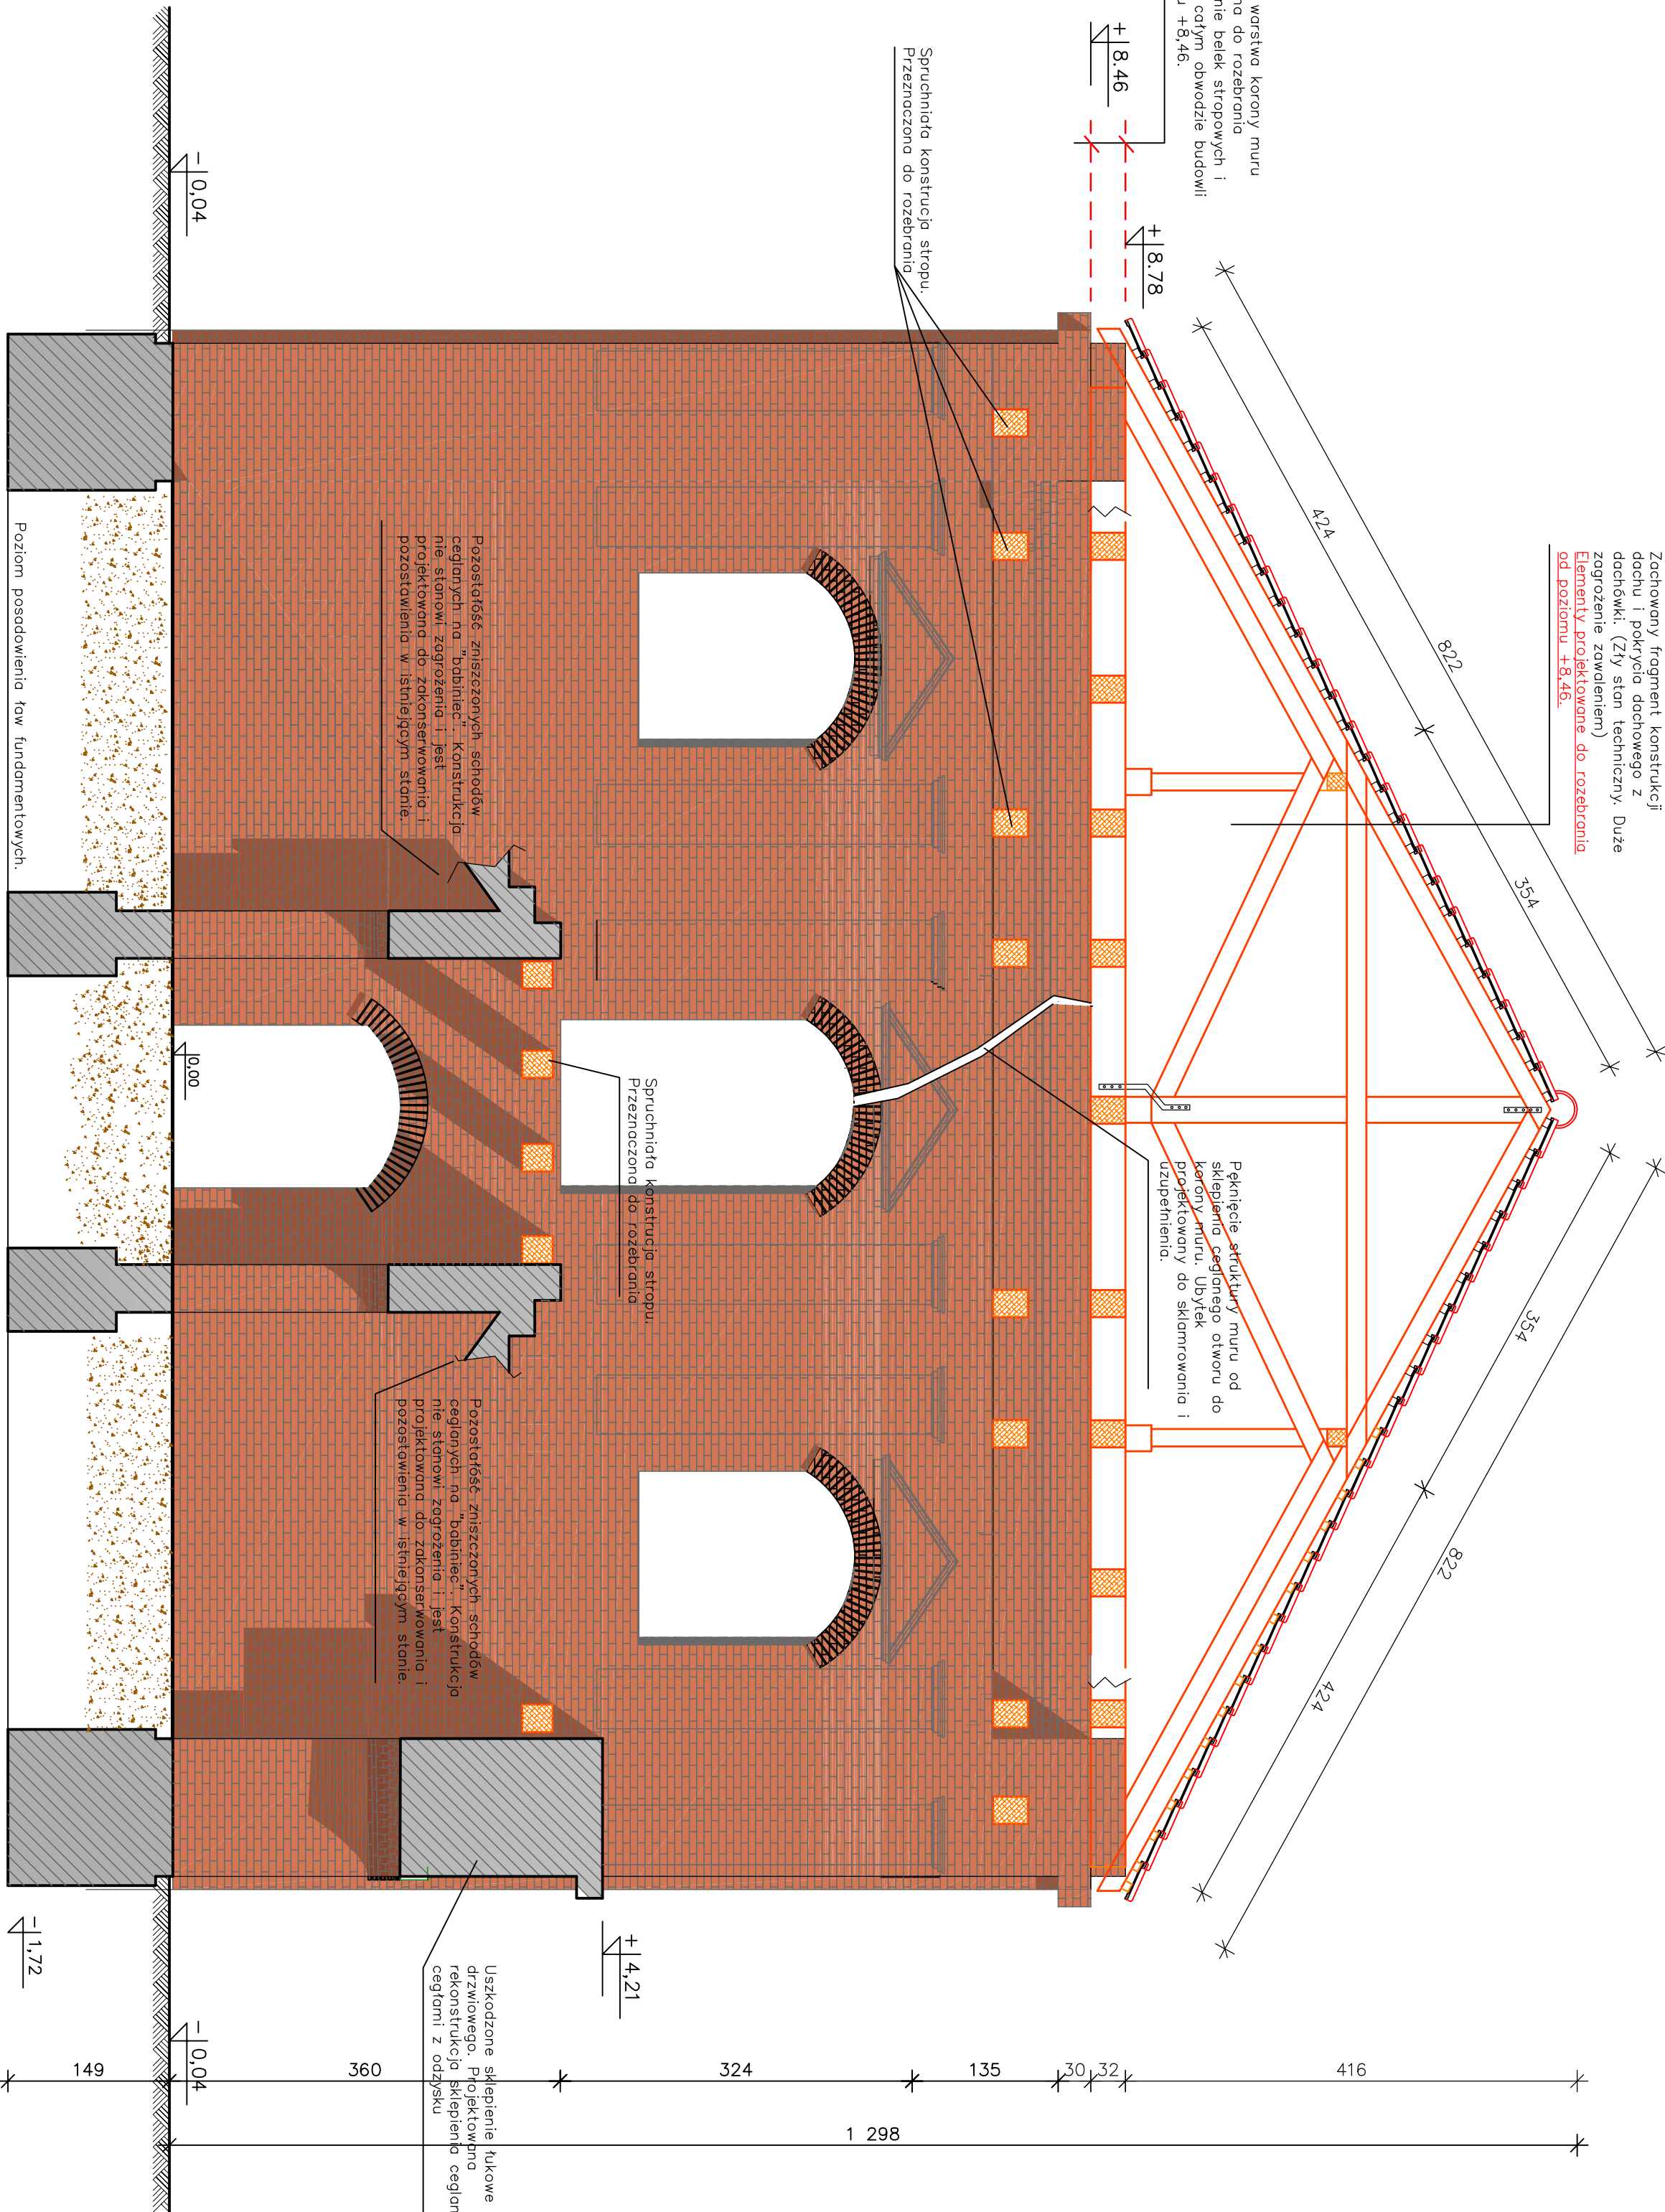 warstwa korony muru
na do rozebrania
nie belek stropowych i
całym obwodzie budowli
u +8,46.
+ 8.46
+ 8.78
Spruchniała konstrucja stropu.
Przeznaczona do rozebrania
- 0,04
Zachowany fragment konstrukcji
dachu i pokrycia dachowego z
dachówki. (Zły stan techniczny. Duże
zagrożenie zawaleniem)
Elementy projektowane do rozebrania
od poziomu +8,46.
822
424
354
354
822
424
Pęknięcie struktury muru od
sklepienia ceglanego otworu do
korony muru. Ubytek
projektowany do sklamrowania i
uzupełnienia.
Spruchniała konstrucja stropu.
Przeznaczona do rozebrania
Pozostałość zniszczonych schodów
ceglanych na "babiniec". Konstrukcja
nie stanowi zagrożenia i jest
projektowana do zakonserwowania i
pozostawienia w istniejącym stanie.
0,00
Pozostałość zniszczonych schodów
ceglanych na "babiniec". Konstrukcja
nie stanowi zagrożenia i jest
projektowana do zakonserwowania i
pozostawienia w istniejącym stanie.
Poziom posadowienia ław fundamentowych.
+ 4,21
Uszkodzone sklepienie łukowe
drzwiowego. Projektowana
rekonstrukcja sklepienia ceglan
cegłami z odzysku
- 1,72
- 0,04
149
360
324
135
30
32
416
1 298